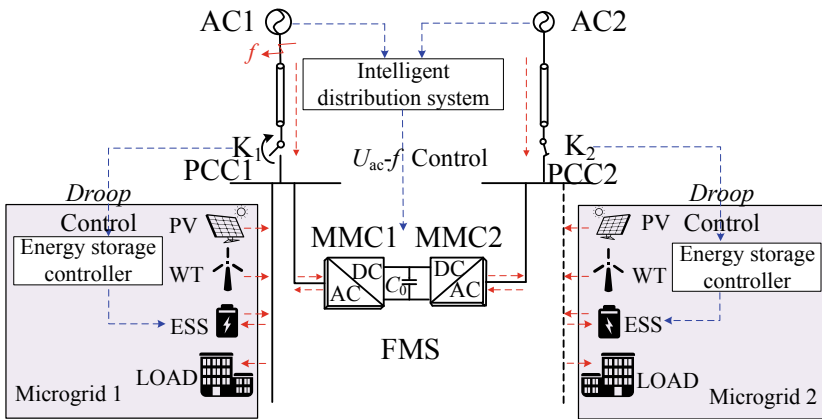 AC1
AC2
f
Intelligent
distribution system
K1
K2
Uac-f Control
PCC1
PCC2
Droop
Control
Droop
Control
PV
PV
MMC1
MMC2
Energy storage
controller
Energy storage
controller
WT
WT
DC
AC
C0
DC
AC
ESS
ESS
FMS
LOAD
LOAD
Microgrid 1
Microgrid 2